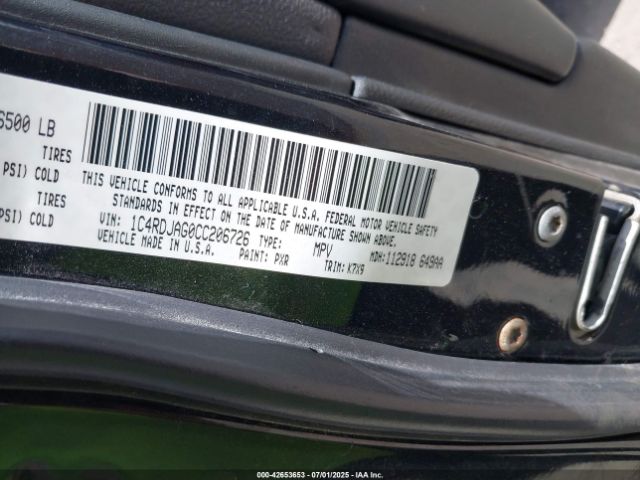 6500 LB
TIRES
PSI) COLD
TIRES
PSI) COLD
THIS VEHICLE CONFORMS TO ALL APPLICABLE U.S.A. FEDERAL MOTOR VEHICLE SAFETY
STANDARDS IN EFFECT ON THE DATE OF MANUFACTURE SHOWN ABOVE.
VIN: 1C4RDJAG0CC206726 TYPE: MPV MDH: 112918 649AA
VEHICLE MADE IN U.S.A. PAINT: PXR TRIM: K7X9
000-42653653 - 07/01/2025 - IAA Inc.